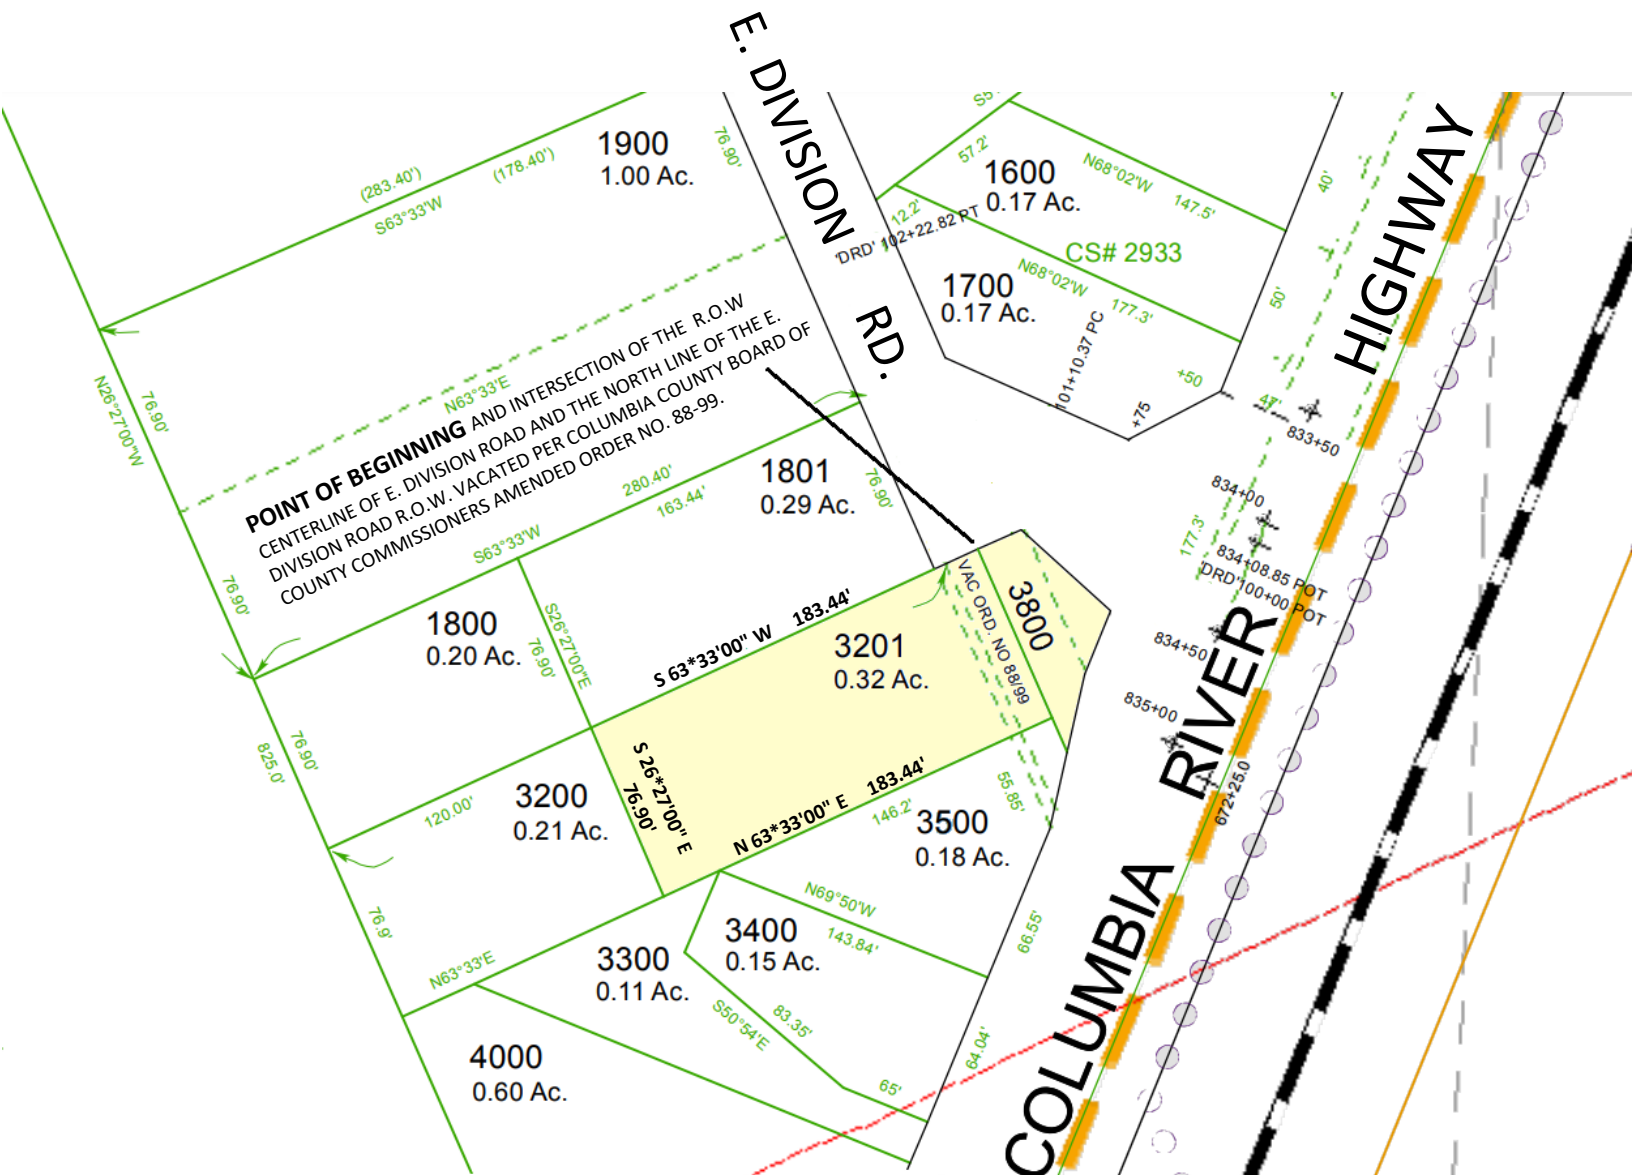 E. DIVISION
RD.
1900
1.00 Ac.
76.90'
(283.40')
(178.40')
S63°33'W
57.2'
1600
0.17 Ac.
N68°02'W
147.5'
40'
12.2'
'DRD' 102+22.82 PT
CS# 2933
1700
0.17 Ac.
N68°02'W
177.3'
50'
101+10.37 PC
+50
+75
47'
833+50
HIGHWAY
RIVER
COLUMBIA
N26°27'00"W
76.90'
N63°33'E
POINT OF BEGINNING AND INTERSECTION OF THE R.O.W
CENTERLINE OF E. DIVISION ROAD AND THE NORTH LINE OF THE E.
DIVISION ROAD R.O.W. VACATED PER COLUMBIA COUNTY BOARD OF
COUNTY COMMISSIONERS AMENDED ORDER NO. 88-99.
280.40'
163.44'
1801
0.29 Ac.
76.90'
834+00
177.3'
834+08.85 POT
'DRD'100+00 POT
S63°33'W
76.90'
1800
0.20 Ac.
S26°27'00"E
76.90'
S 63*33'00" W 183.44'
3201
0.32 Ac.
VAC ORD. NO 88/99
3800
834+50
835+00
672+25.0
825.0'
76.90'
S 26*27'00" E
76.90'
N 63*33'00" E 183.44'
146.2'
55.85'
3200
0.21 Ac.
120.00'
3500
0.18 Ac.
76.9'
N69°50'W
143.84'
66.55'
3400
0.15 Ac.
3300
0.11 Ac.
N63°33'E
S50°54'E
83.35'
64.04'
65'
4000
0.60 Ac.